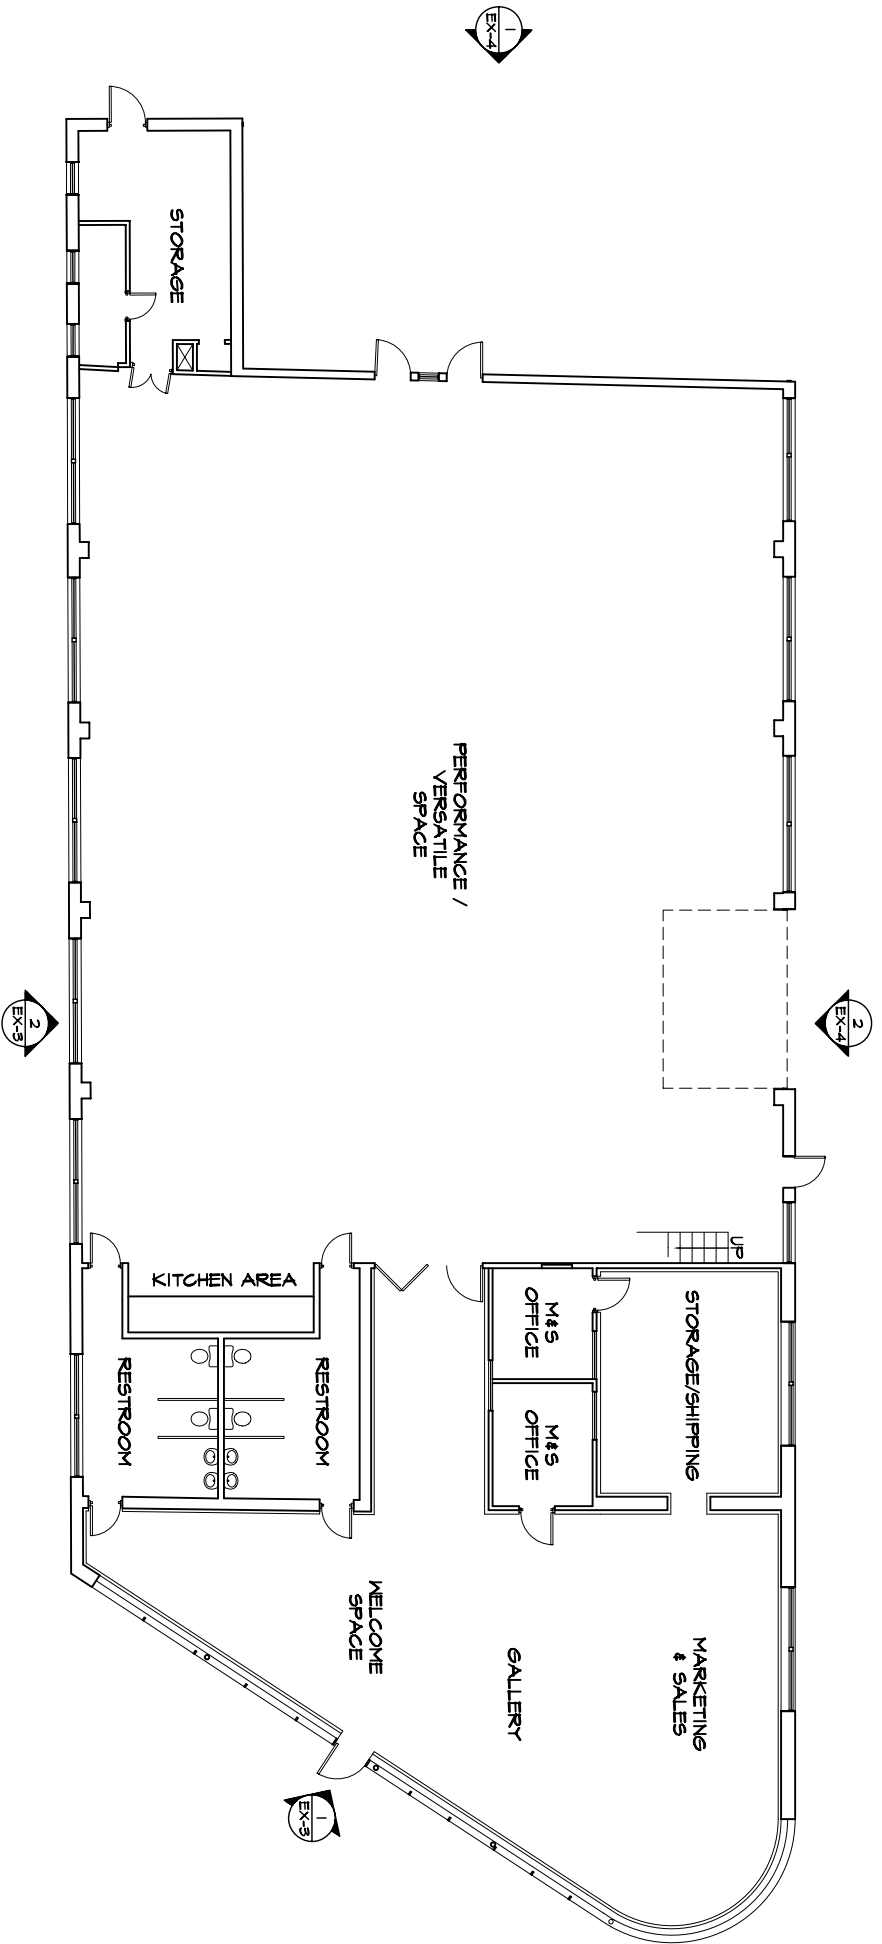 1
EX-4
STORAGE
PERFORMANCE /
VERSATILE
SPACE
2
EX-3
2
EX-4
UP
KITCHEN AREA
M&S
OFFICE
STORAGE/SHIPPING
RESTROOM
RESTROOM
M&S
OFFICE
WELCOME
SPACE
GALLERY
MARKETING
& SALES
1
EX-3